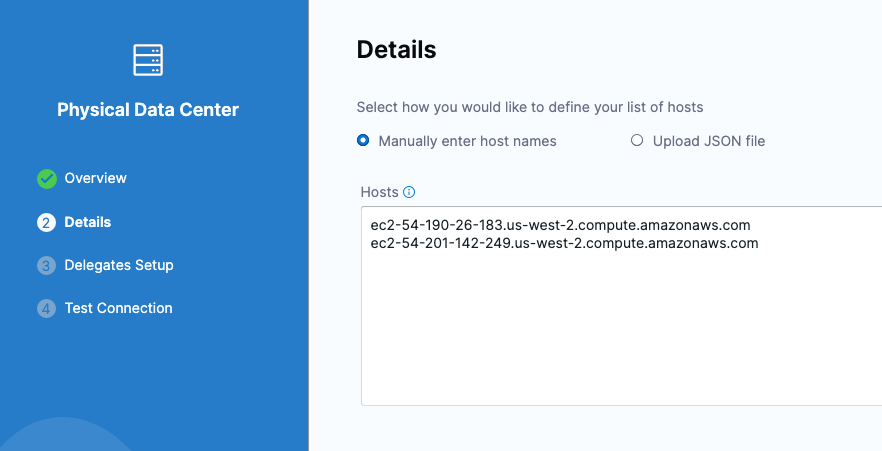 Physical Data Center
Overview
2 Details
3 Delegates Setup
4 Test Connection
Details
Select how you would like to define your list of hosts
Manually enter host names
Upload JSON file
Hosts
ec2-54-190-26-183.us-west-2.compute.amazonaws.com
ec2-54-201-142-249.us-west-2.compute.amazonaws.com